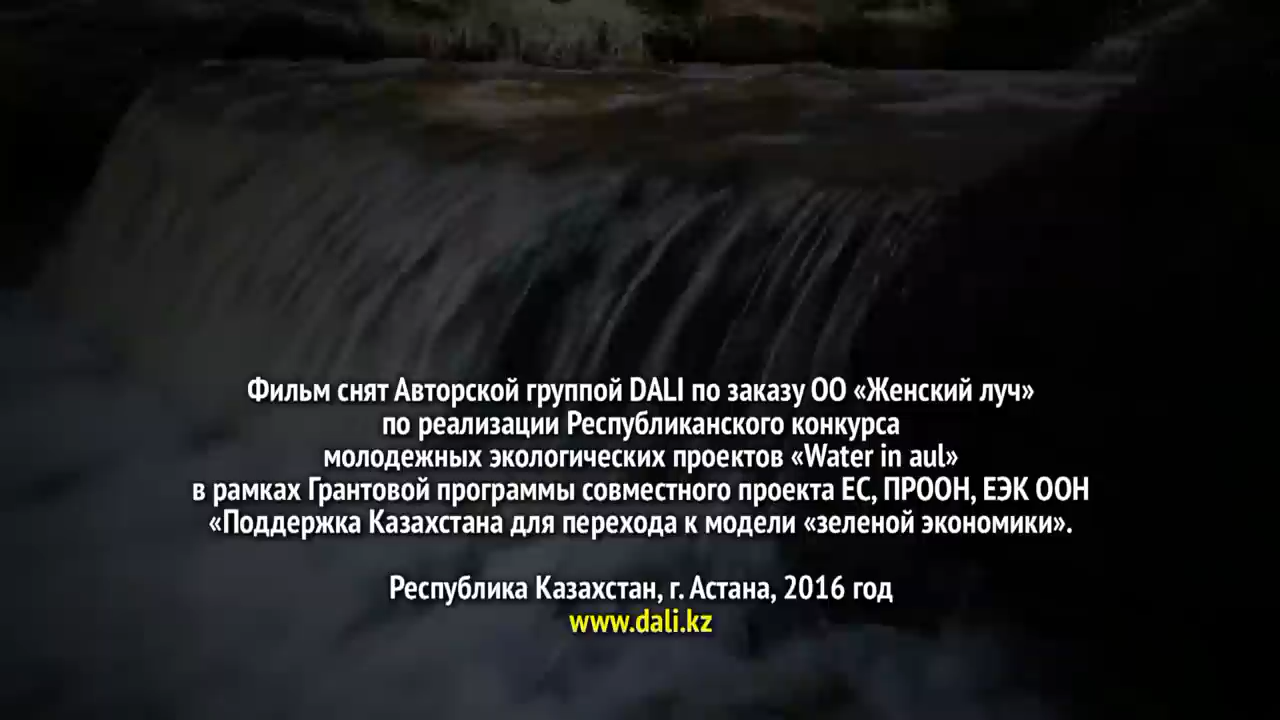 Фильм снят Авторской группой DALI по заказу ОО «Женский луч»
по реализации Республиканского конкурса
молодежных экологических проектов «Water in aul»
в рамках Грантовой программы совместного проекта ЕС, ПРООН, ЕЭК ООН
«Поддержка Казахстана для перехода к модели «зеленой экономики».
Республика Казахстан, г. Астана, 2016 год
www.dali.kz